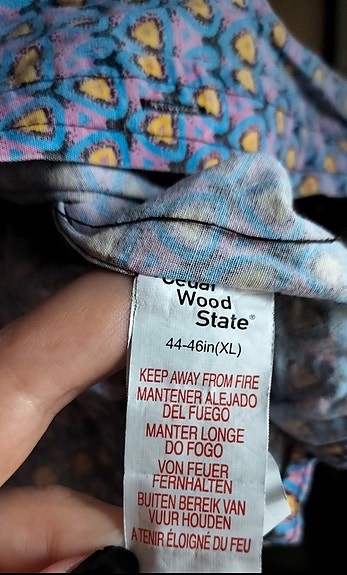 Cedar
Wood
State®
44-46in(XL)
KEEP AWAY FROM FIRE
MANTENER ALEJADO
DEL FUEGO
MANTER LONGE
DO FOGO
VON FEUER
FERNHALTEN
BUITEN BEREIK VAN
VUUR HOUDEN
A TENIR ÉLOIGNÉ DU FEU